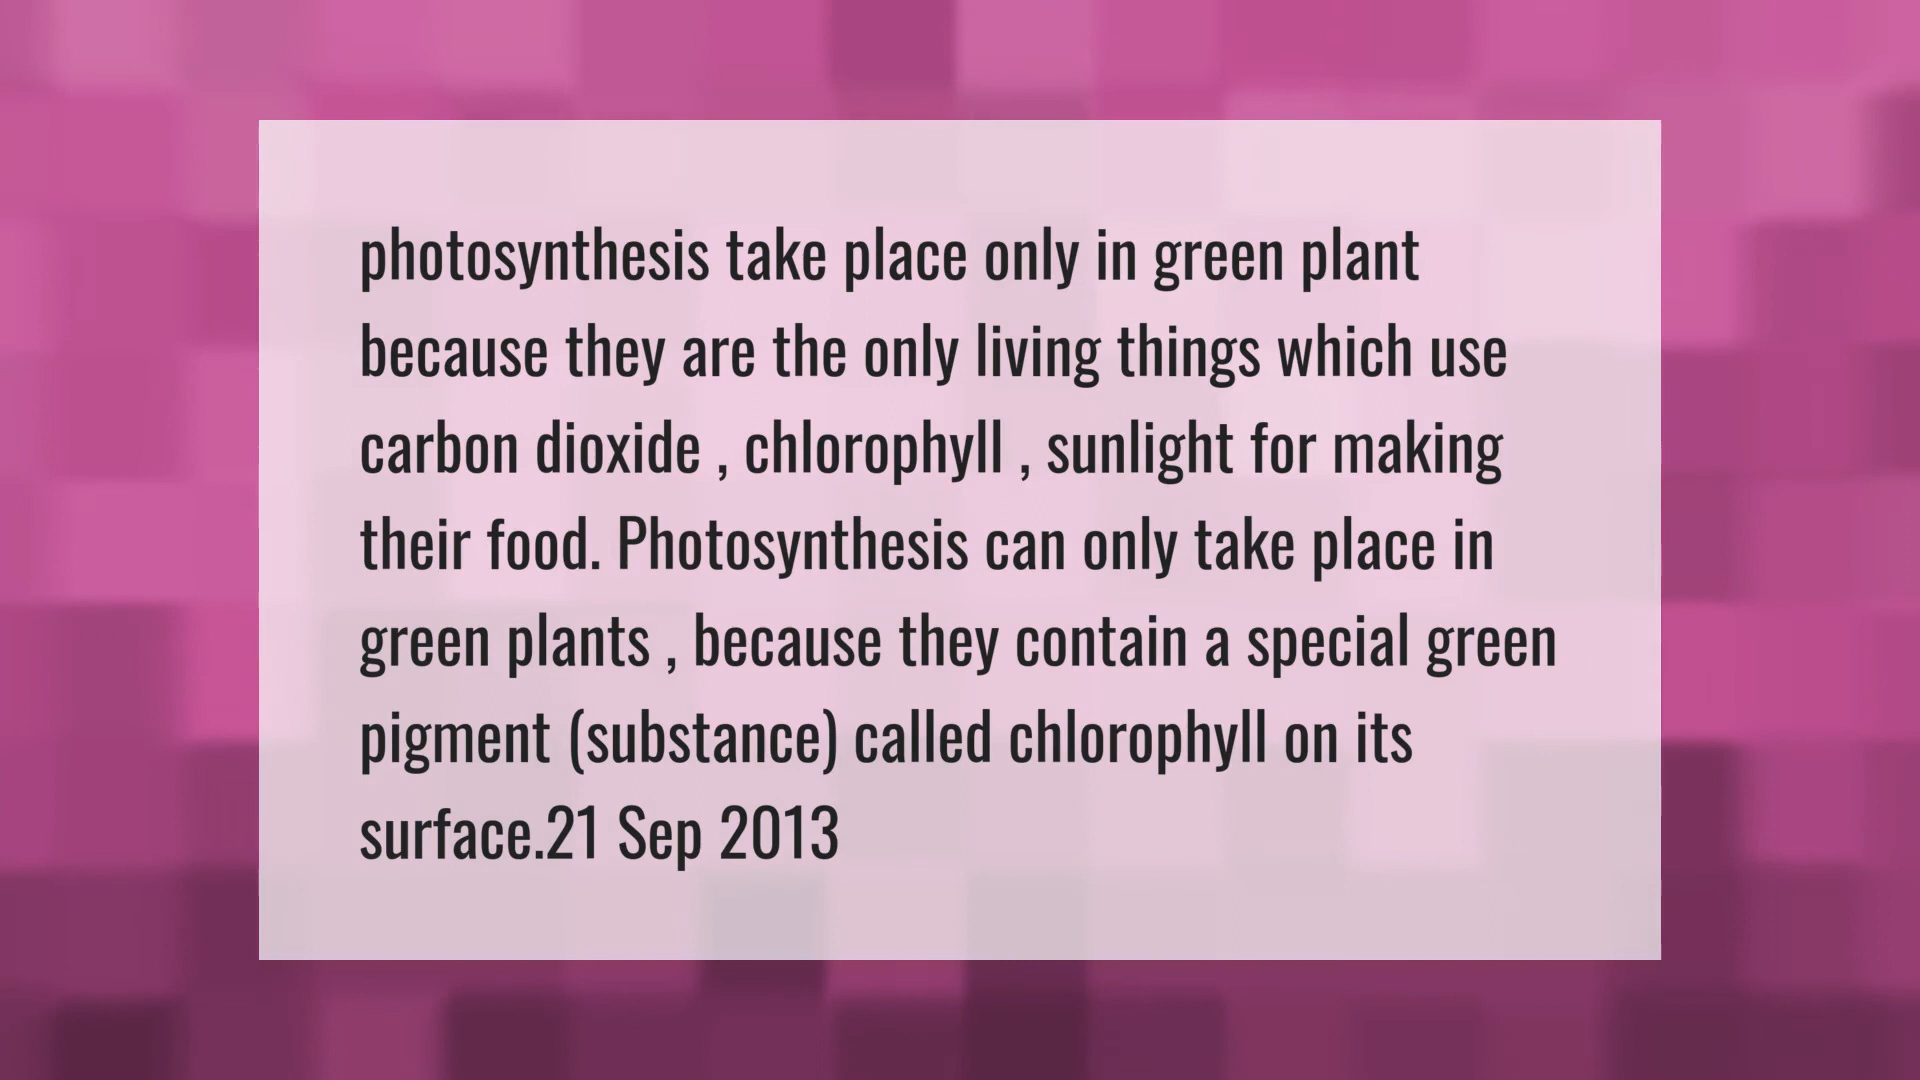 photosynthesis take place only in green plant
because they are the only living things which use
carbon dioxide , chlorophyll , sunlight for making
their food. Photosynthesis can only take place in
green plants , because they contain a special green
pigment (substance) called chlorophyll on its
surface.21 Sep 2013